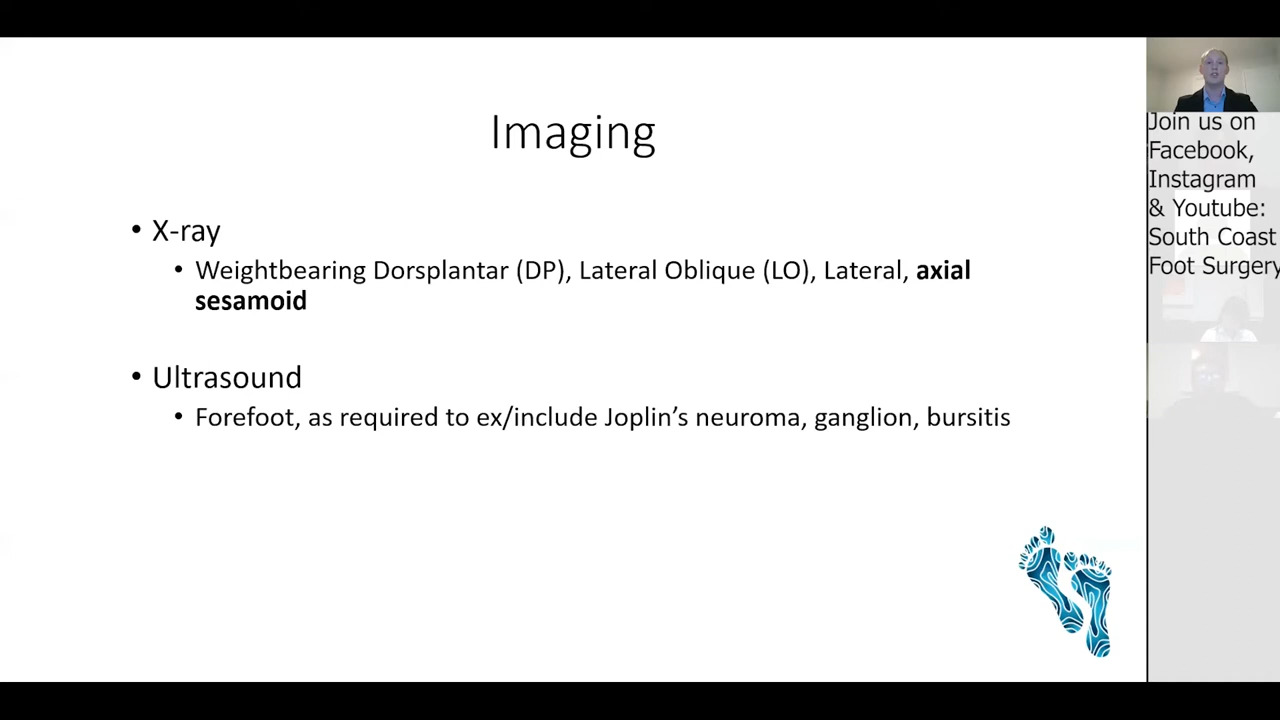 Imaging
• X-ray
• Weightbearing Dorsplantar (DP), Lateral Oblique (LO), Lateral, axial
sesamoid
• Ultrasound
• Forefoot, as required to ex/include Joplin’s neuroma, ganglion, bursitis
Join us on
Facebook,
Instagram
& Youtube:
South Coast
Foot Surgery